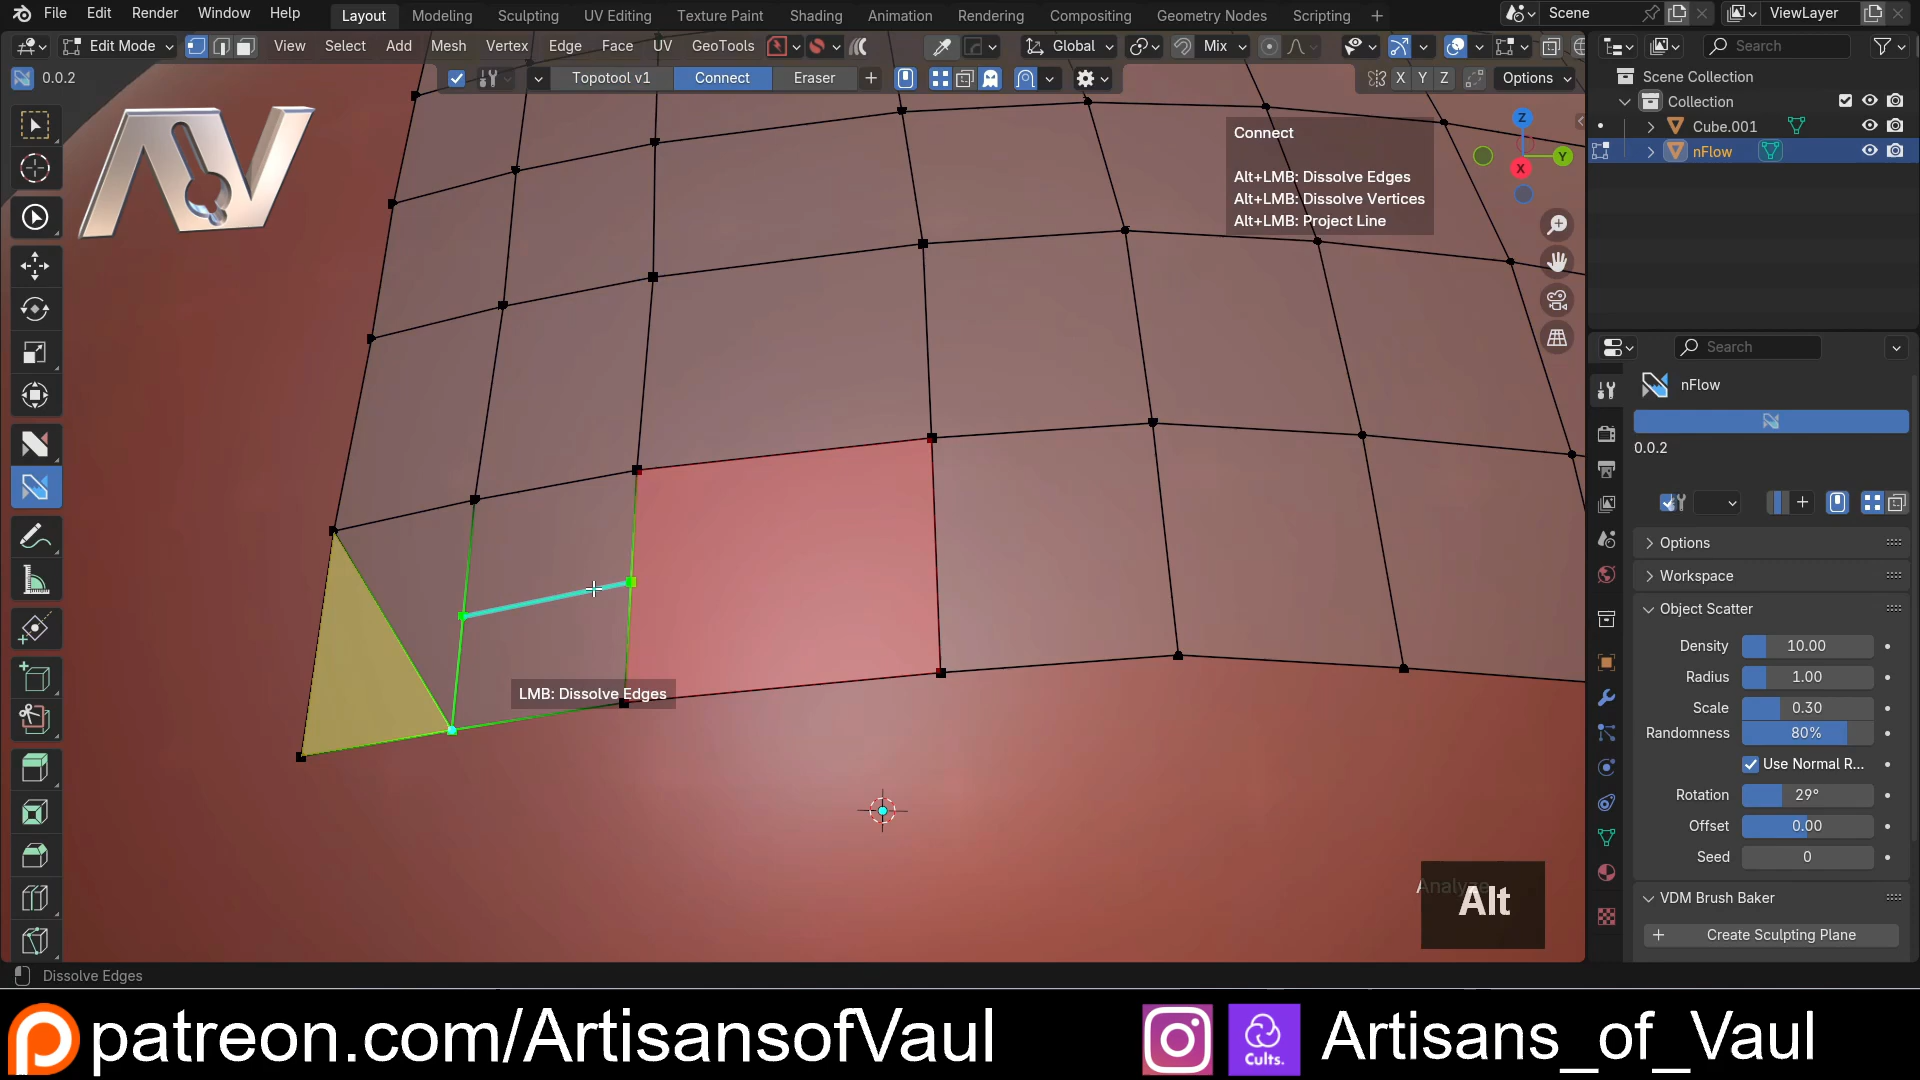 File Edit Render Window Help Layout Modeling Sculpting UV Editing Texture Paint Shading Animation Rendering Compositing Geometry Nodes Scripting + Scene ViewLayer
Edit Mode View Select Add Mesh Vertex Edge Face UV GeoTools Global Mix Search
0.0.2 Topotool v1 Connect Eraser X Y Z Options
Scene Collection
Collection
Cube.001
nFlow
AV
Connect
Alt+LMB: Dissolve Edges
Alt+LMB: Dissolve Vertices
Alt+LMB: Project Line
Z
Y
X
Search
nFlow
0.0.2
Options
Workspace
Object Scatter
Density 10.00
Radius 1.00
Scale 0.30
Randomness 80%
Use Normal R...
Rotation 29°
Offset 0.00
Seed 0
VDM Brush Baker
Create Sculpting Plane
LMB: Dissolve Edges
Alt
Dissolve Edges
patreon.com/ArtisansofVaul
Cults.
Artisans_of_Vaul